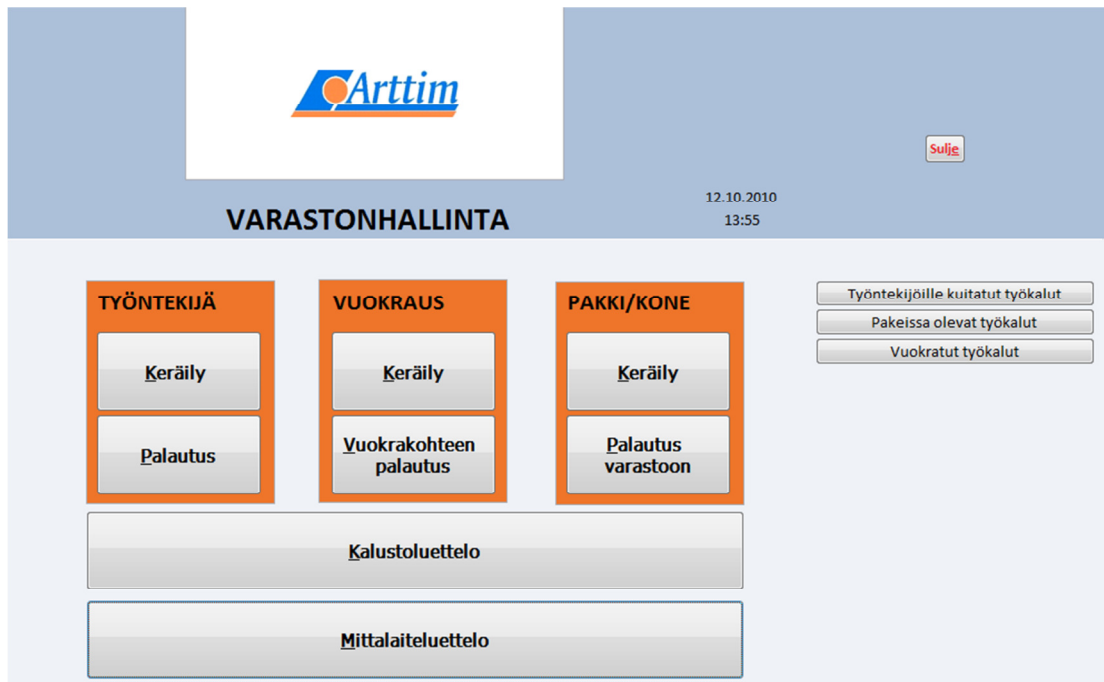 Arttim
Sulje
12.10.2010
VARASTONHALLINTA
13:55
TYÖNTEKIJÄ
VUOKRAUS
PAKKI/KONE
Työntekijöille kuitatut työkalut
Pakeissa olevat työkalut
Vuokratut työkalut
Keräily
Keräily
Keräily
Palautus
Vuokrakohteen
palautus
Palautus
varastoon
Kalustoluettelo
Mittalaiteluettelo